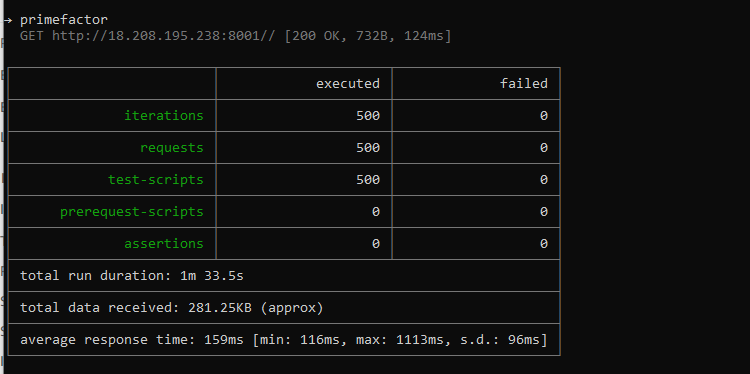 → primefactor
GET http://18.208.195.238:8001// [200 OK, 732B, 124ms]
executed failed
iterations 500 0
requests 500 0
test-scripts 500 0
prerequest-scripts 0 0
assertions 0 0
total run duration: 1m 33.5s
total data received: 281.25KB (approx)
average response time: 159ms [min: 116ms, max: 1113ms, s.d.: 96ms]